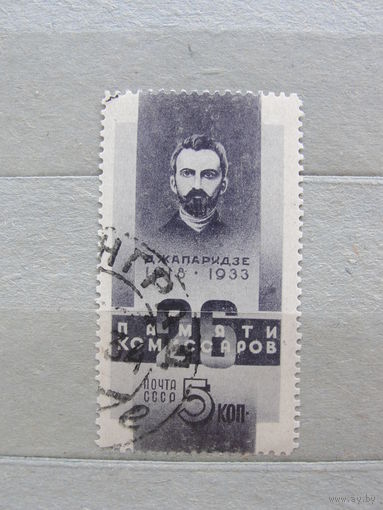 ДЖАПАРИДЗЕ
1918 · 1933
26
ПАМЯТИ
КОМИССАРОВ
ПОЧТА
СССР
5 КОП·
www.ay.by